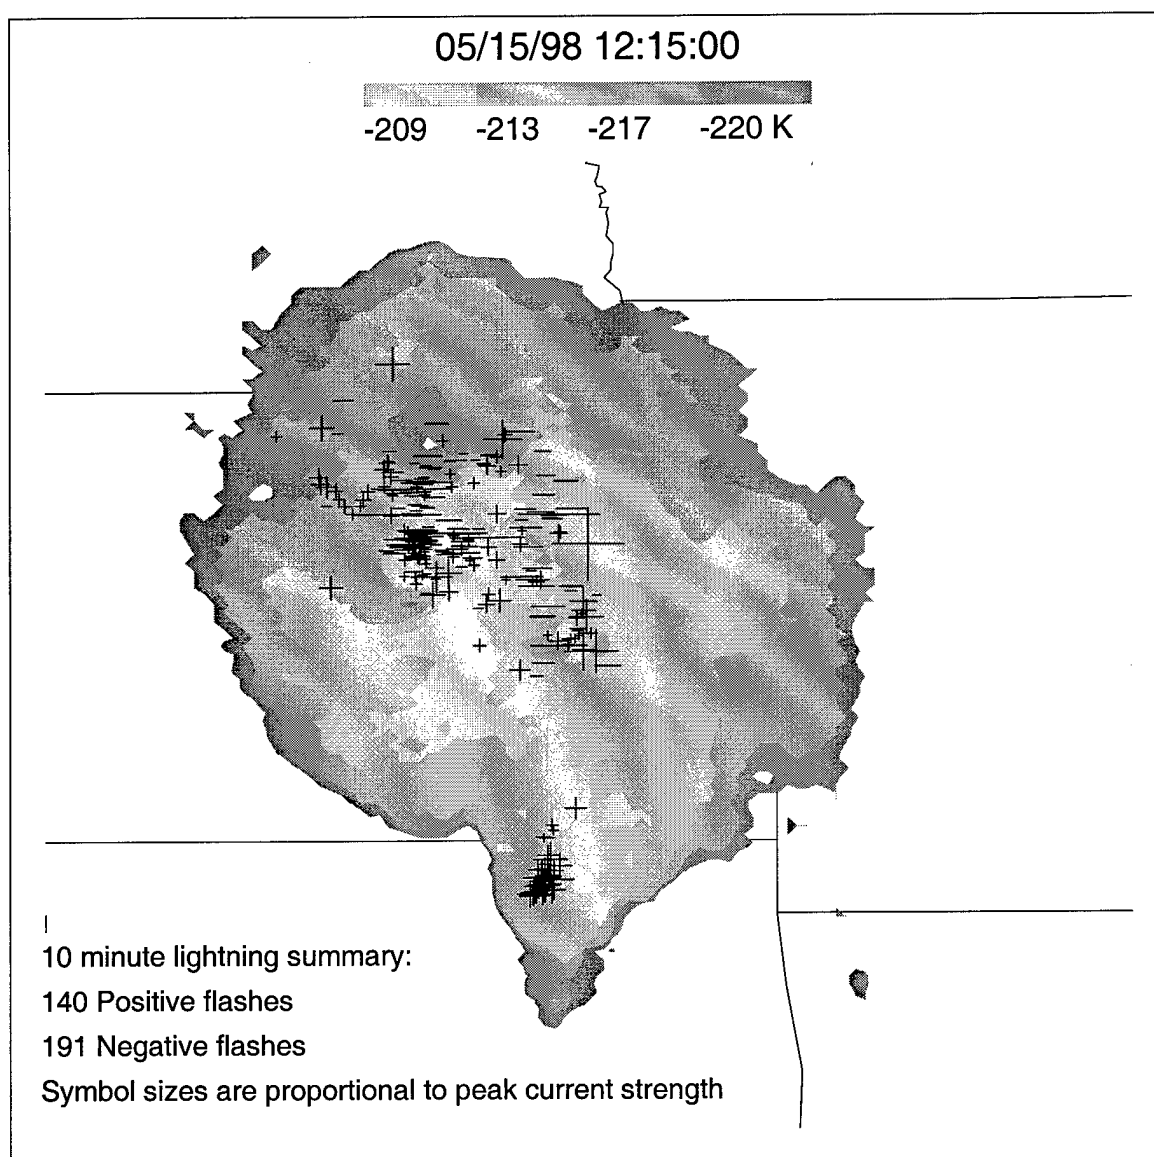 05/15/98 12:15:00
-209 -213 -217 -220 K
10 minute lightning summary:
140 Positive flashes
191 Negative flashes
Symbol sizes are proportional to peak current strength